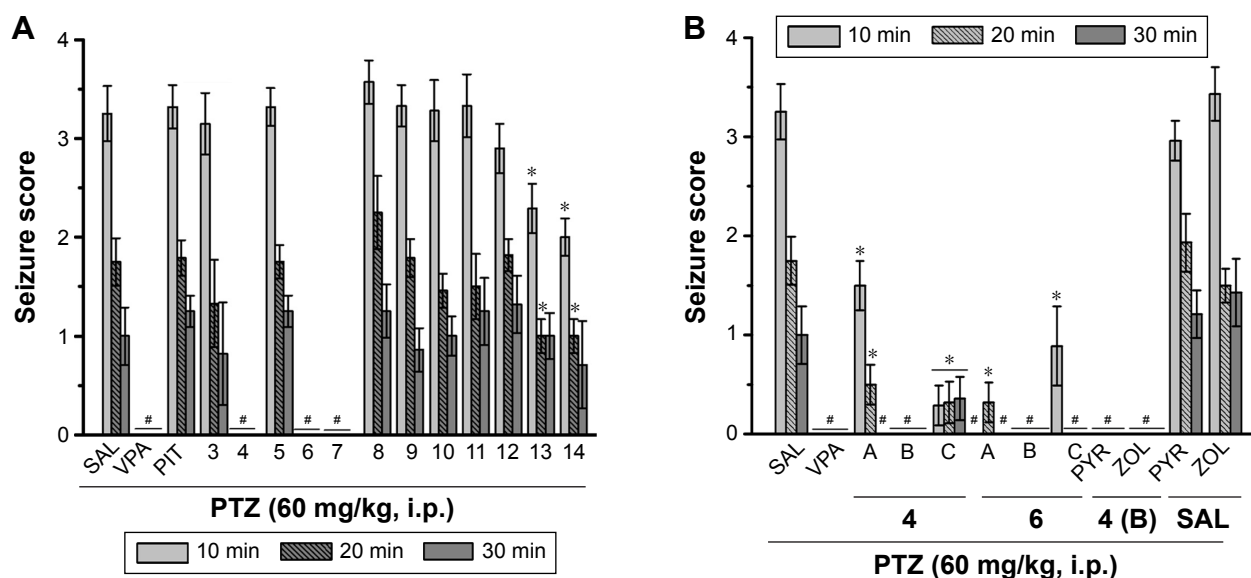 A
Seizure score
4
3
2
1
0
* * * *
# # # #
SAL VPA PIT 3 4 5 6 7 8 9 10 11 12 13 14
PTZ (60 mg/kg, i.p.)
10 min 20 min 30 min
B
10 min 20 min 30 min
Seizure score
4
3
2
1
0
* * * * *
# # # # # # # # #
SAL VPA A B C A B C PYR ZOL PYR ZOL
4 6 4 (B) SAL
PTZ (60 mg/kg, i.p.)